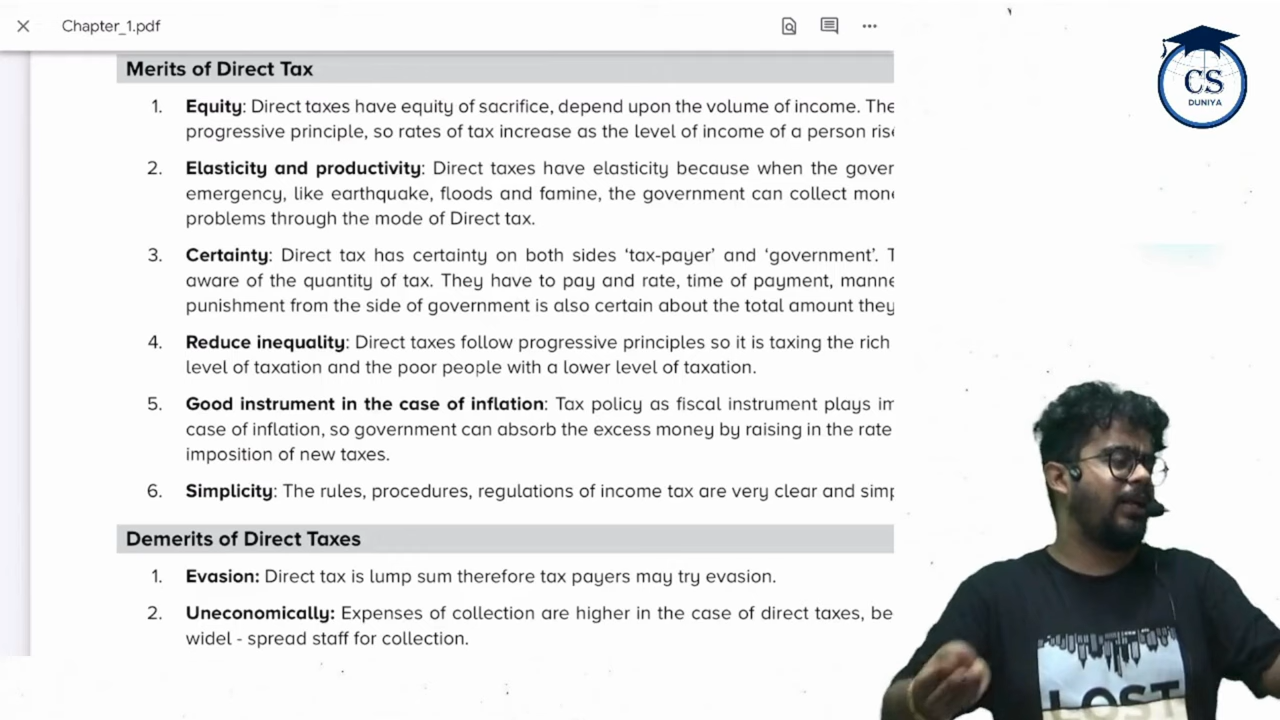 Chapter_1.pdf
Merits of Direct Tax
1. Equity: Direct taxes have equity of sacrifice, depend upon the volume of income. The
progressive principle, so rates of tax increase as the level of income of a person
2. Elasticity and productivity: Direct taxes have elasticity because when the
emergency, like earthquake, floods and famine, the government can collect
problems through the mode of Direct tax.
3. Certainty: Direct tax has certainty on both sides ‘tax-payer’ and ‘government’.
aware of the quantity of tax. They have to pay and rate, time of payment,
punishment from the side of government is also certain about the total amount they
4. Reduce inequality: Direct taxes follow progressive principles so it is taxing the rich
level of taxation and the poor people with a lower level of taxation.
5. Good instrument in the case of inflation: Tax policy as fiscal instrument plays
case of inflation, so government can absorb the excess money by raising in the rate
imposition of new taxes.
6. Simplicity: The rules, procedures, regulations of income tax are very clear and
Demerits of Direct Taxes
1. Evasion: Direct tax is lump sum therefore tax payers may try evasion.
2. Uneconomically: Expenses of collection are higher in the case of direct taxes,
widel - spread staff for collection.
CS
DUNIYA
LOST